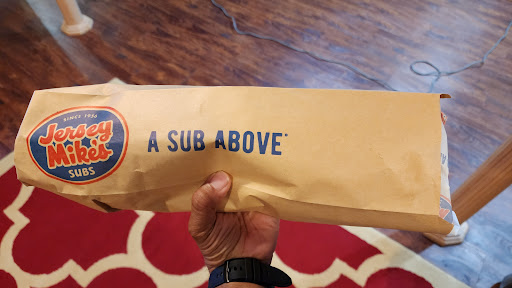 SINCE 1956
Jersey
Mike's
SUBS
A SUB ABOVE®